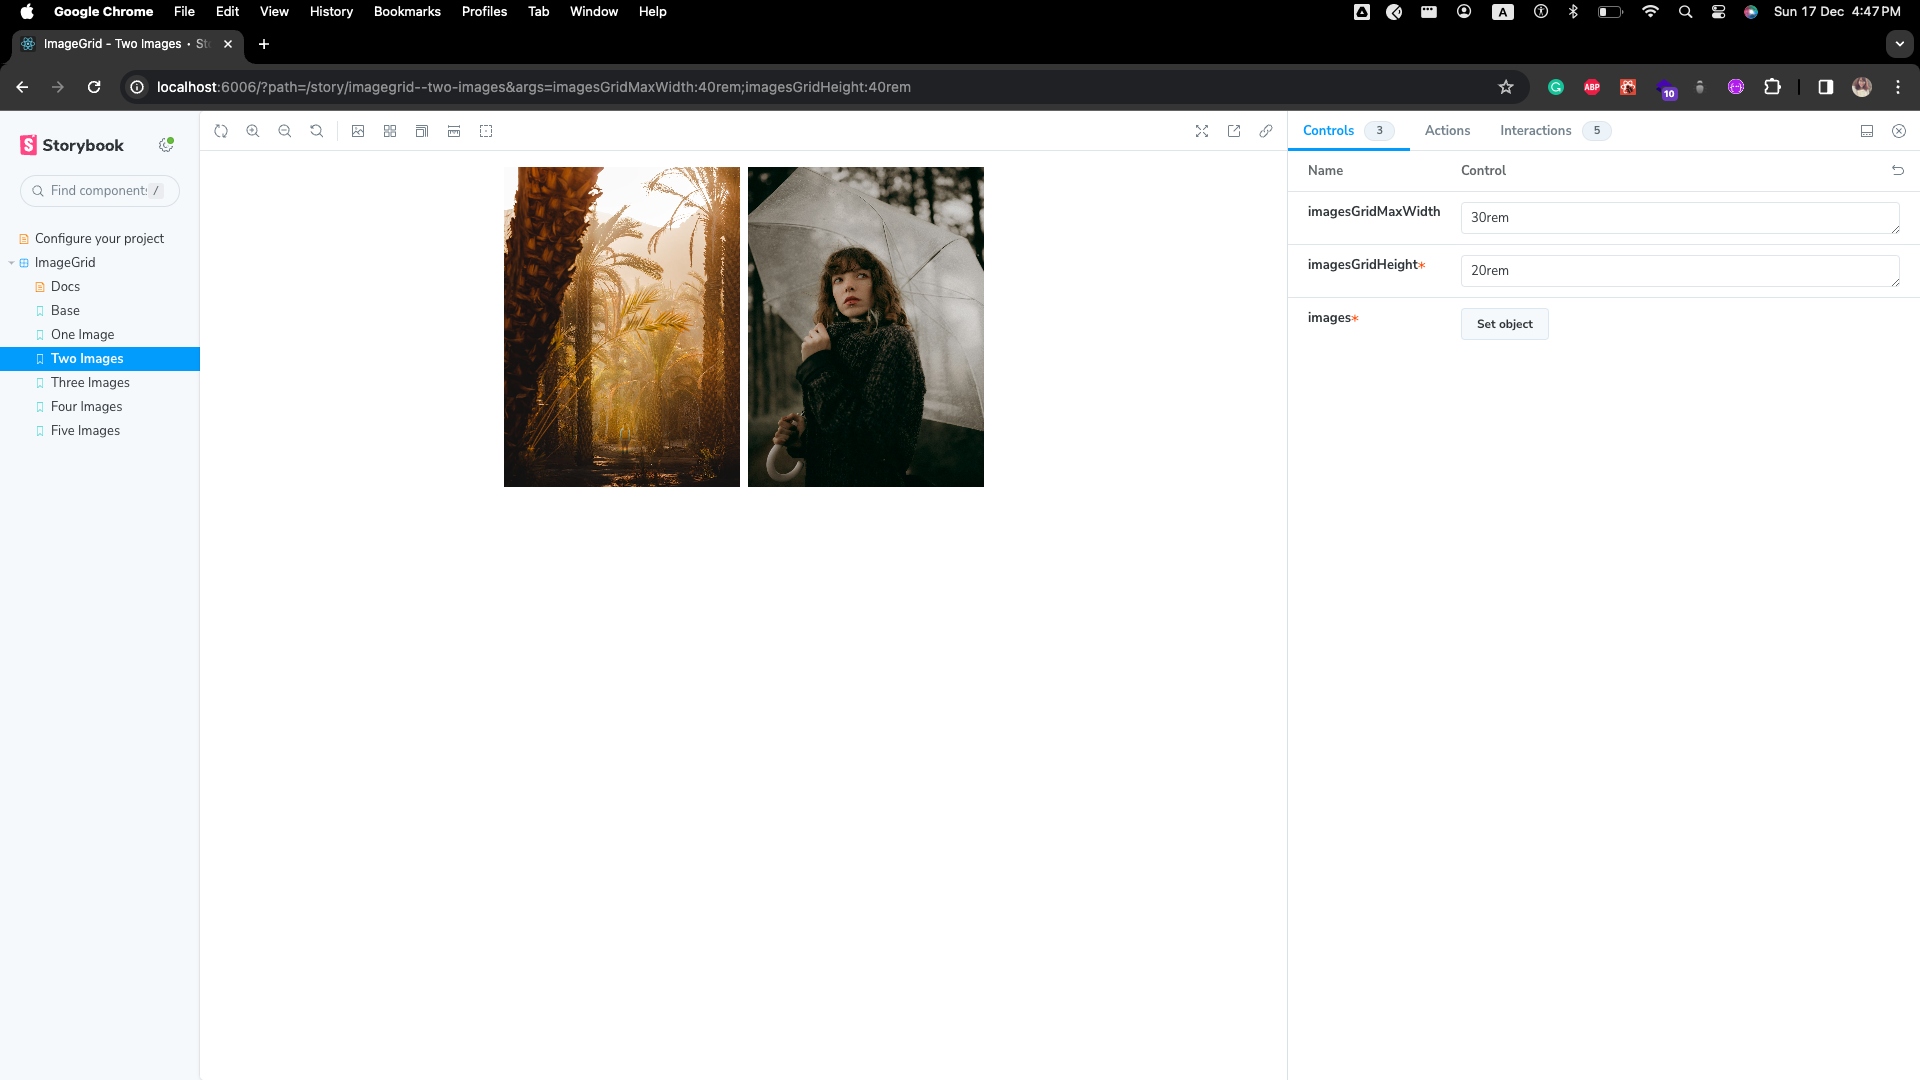 Google Chrome File Edit View History Bookmarks Profiles Tab Window Help A Sun 17 Dec 4:47 PM
ImageGrid - Two Images • St
localhost:6006/?path=/story/imagegrid--two-images&args=imagesGridMaxWidth:40rem;imagesGridHeight:40rem
G ABP 10
Storybook
Find component /
Configure your project
ImageGrid
Docs
Base
One Image
Two Images
Three Images
Four Images
Five Images
Controls 3 Actions Interactions 5
Name Control
imagesGridMaxWidth 30rem
imagesGridHeight* 20rem
images* Set object